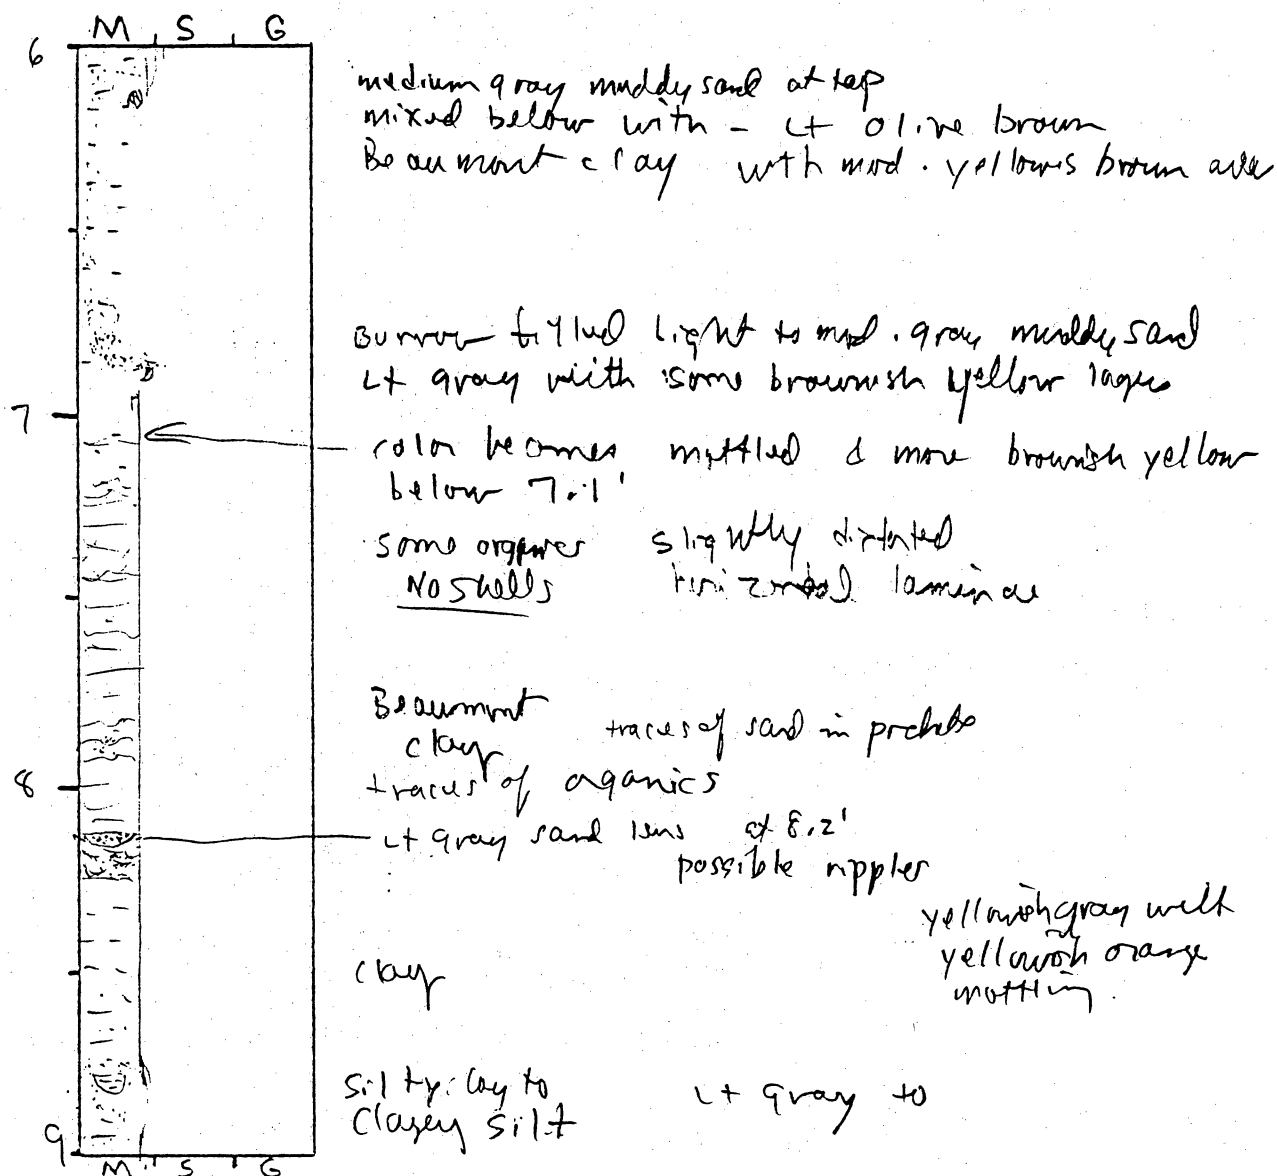 M S G
6
medium gray muddy sand at top
mixed below with - Lt olive brown
Beaumont clay with mod. yellowis brown area
Burrow filled light to med. gray muddy sand
Lt gray with some brownish yellow layers
7
color becomes mottled & more brownish yellow
below 7.1'
some organics slightly distorted
No shells horizontal laminae
Beaumont
clay traces of sand in
8
traces of organics
Lt gray sand lens at 8.2'
possible ripples
yellowish gray with
yellowish orange
mottling
clay
silty clay to Lt gray to
Clayey silt
9
M S G